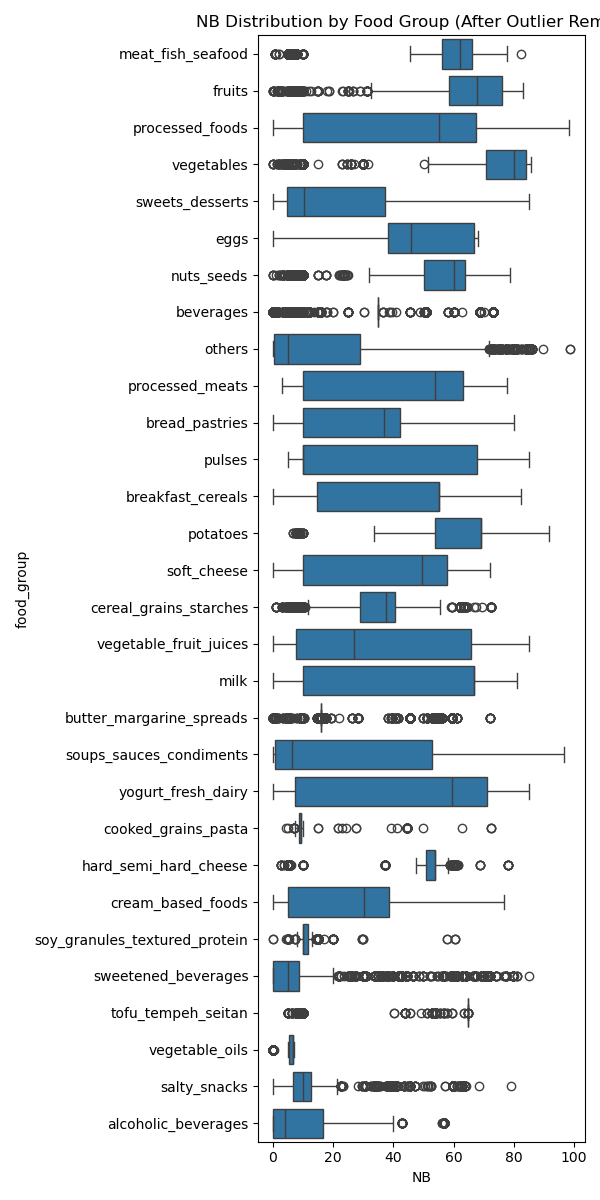 NB Distribution by Food Group (After Outlier Rem
meat_fish_seafood
fruits
processed_foods
vegetables
sweets_desserts
eggs
nuts_seeds
beverages
others
processed_meats
bread_pastries
pulses
breakfast_cereals
potatoes
soft_cheese
cereal_grains_starches
vegetable_fruit_juices
milk
butter_margarine_spreads
soups_sauces_condiments
yogurt_fresh_dairy
cooked_grains_pasta
hard_semi_hard_cheese
cream_based_foods
soy_granules_textured_protein
sweetened_beverages
tofu_tempeh_seitan
vegetable_oils
salty_snacks
alcoholic_beverages
food_group
0 20 40 60 80 100
NB